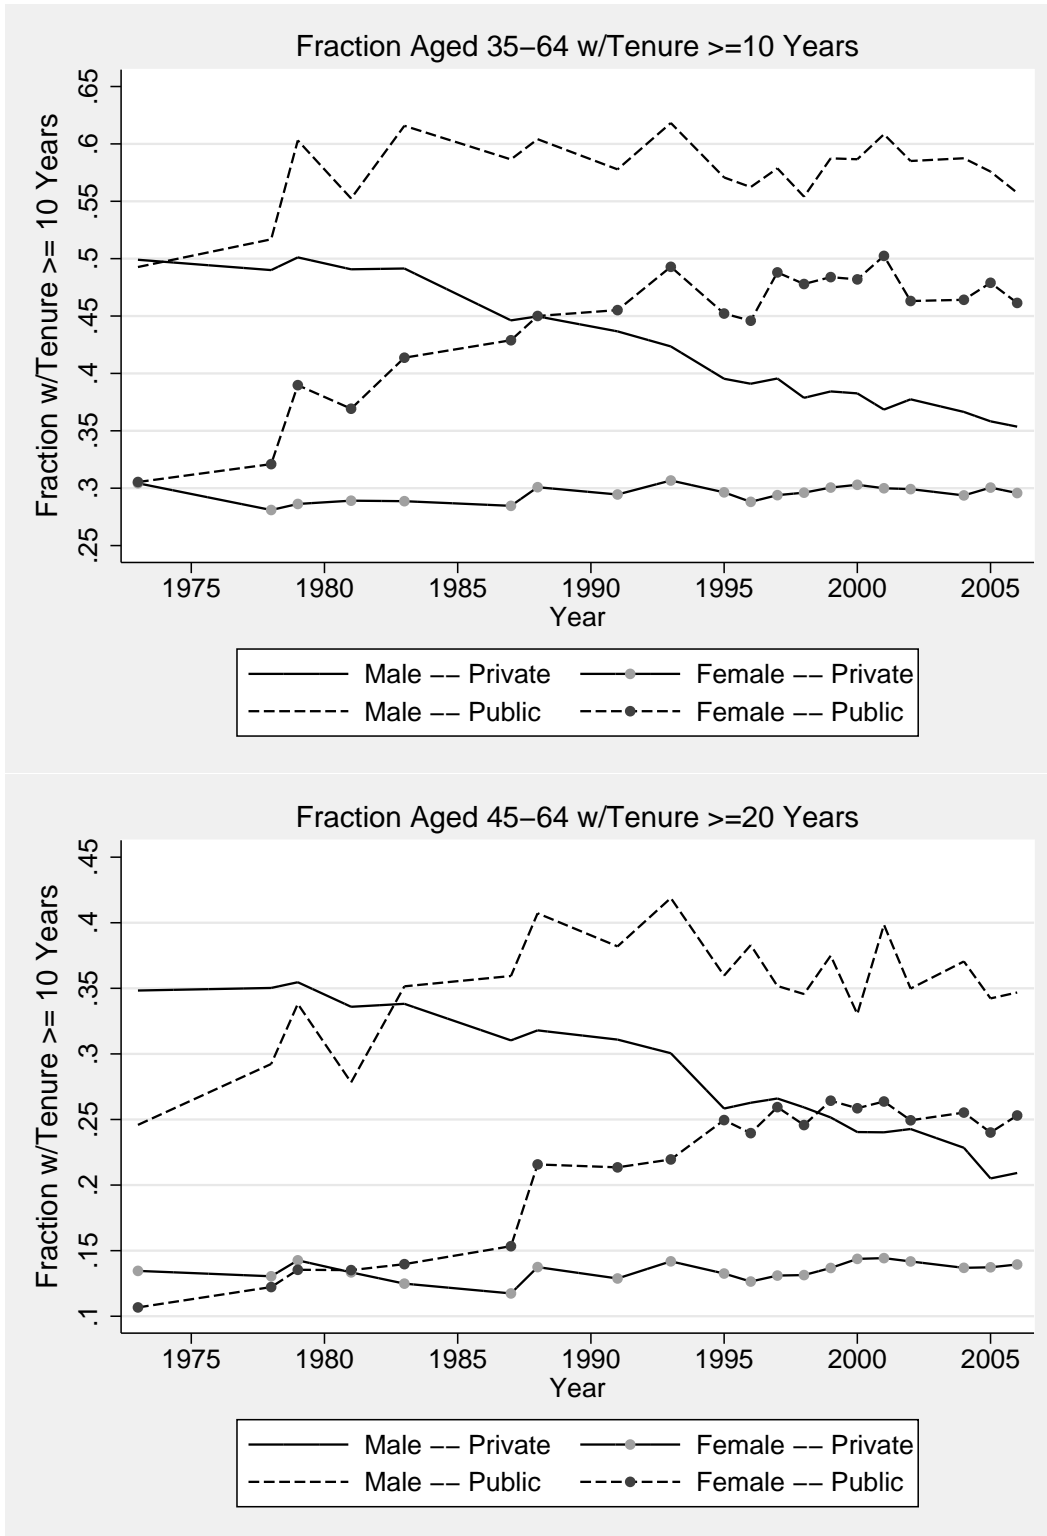 Fraction Aged 35–64 w/Tenure >=10 Years
Fraction w/Tenure >= 10 Years
.65
.6
.55
.5
.45
.4
.35
.3
.25
1975 1980 1985 1990 1995 2000 2005
Year
Male –– Private Female –– Private
Male –– Public Female –– Public
Fraction Aged 45–64 w/Tenure >=20 Years
Fraction w/Tenure >= 10 Years
.45
.4
.35
.3
.25
.2
.15
.1
1975 1980 1985 1990 1995 2000 2005
Year
Male –– Private Female –– Private
Male –– Public Female –– Public